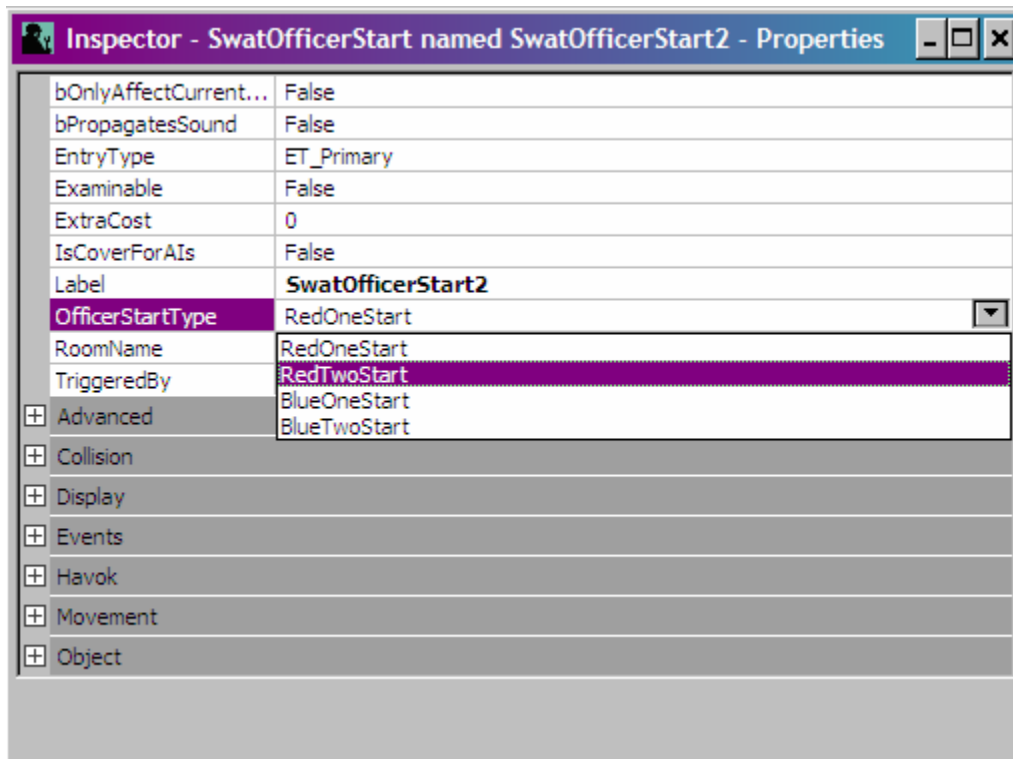 Inspector - SwatOfficerStart named SwatOfficerStart2 - Properties
bOnlyAffectCurrent... False
bPropagatesSound False
EntryType ET_Primary
Examinable False
ExtraCost 0
IsCoverForAIs False
Label SwatOfficerStart2
OfficerStartType RedOneStart
RoomName RedOneStart
TriggeredBy RedTwoStart
BlueOneStart
Advanced BlueTwoStart
Collision
Display
Events
Havok
Movement
Object